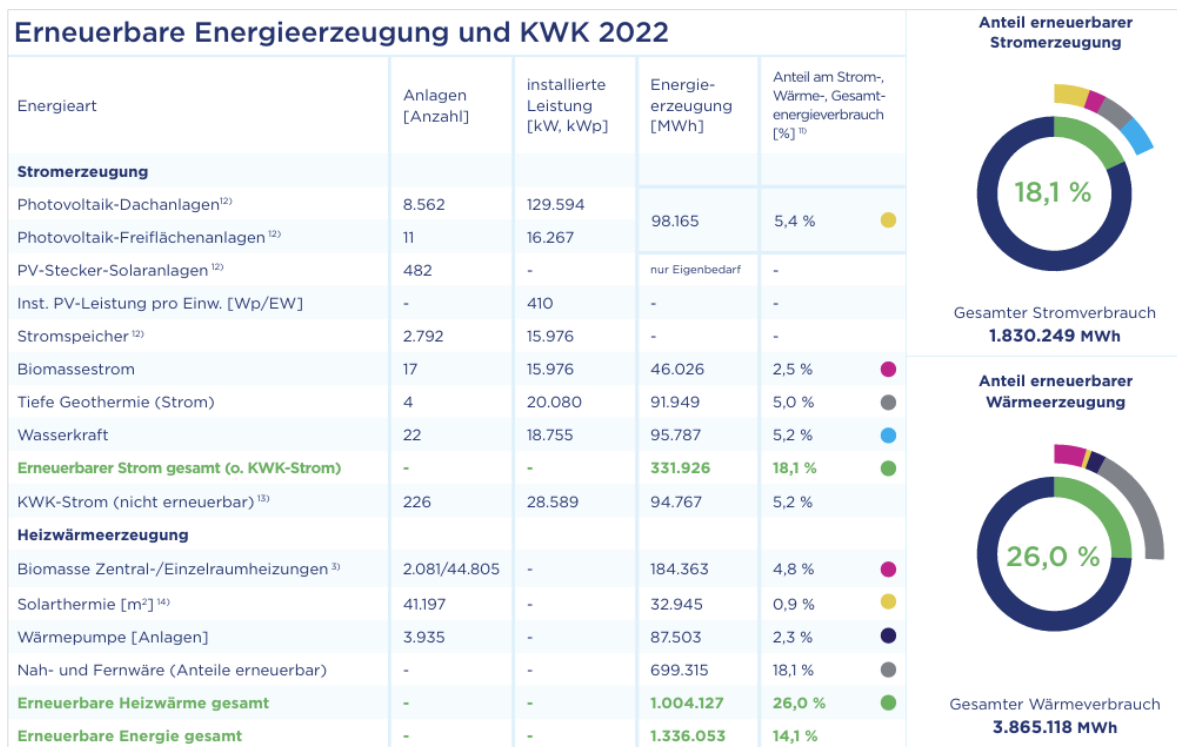 Erneuerbare Energieerzeugung und KWK 2022
Energieart
Anlagen
[Anzahl]
installierte
Leistung
[kW, kWp]
Energie-
erzeugung
[MWh]
Anteil am Strom-,
Wärme-, Gesamt-
energieverbrauch
[%] 11)
Stromerzeugung
Photovoltaik-Dachanlagen12) 8.562 129.594
98.165 5,4 %
Photovoltaik-Freiflächenanlagen 12) 11 16.267
PV-Stecker-Solaranlagen 12) 482 - nur Eigenbedarf -
Inst. PV-Leistung pro Einw. [Wp/EW] - 410 - -
Stromspeicher 12) 2.792 15.976 - -
Biomassestrom 17 15.976 46.026 2,5 %
Tiefe Geothermie (Strom) 4 20.080 91.949 5,0 %
Wasserkraft 22 18.755 95.787 5,2 %
Erneuerbarer Strom gesamt (o. KWK-Strom) - - 331.926 18,1 %
KWK-Strom (nicht erneuerbar) 13) 226 28.589 94.767 5,2 %
Heizwärmeerzeugung
Biomasse Zentral-/Einzelraumheizungen 3) 2.081/44.805 - 184.363 4,8 %
Solarthermie [m2] 14) 41.197 - 32.945 0,9 %
Wärmepumpe [Anlagen] 3.935 - 87.503 2,3 %
Nah- und Fernwäre (Anteile erneuerbar) - - 699.315 18,1 %
Erneuerbare Heizwärme gesamt - - 1.004.127 26,0 %
Erneuerbare Energie gesamt - - 1.336.053 14,1 %
Anteil erneuerbarer
Stromerzeugung
18,1 %
Gesamter Stromverbrauch
1.830.249 MWh
Anteil erneuerbarer
Wärmeerzeugung
26,0 %
Gesamter Wärmeverbrauch
3.865.118 MWh